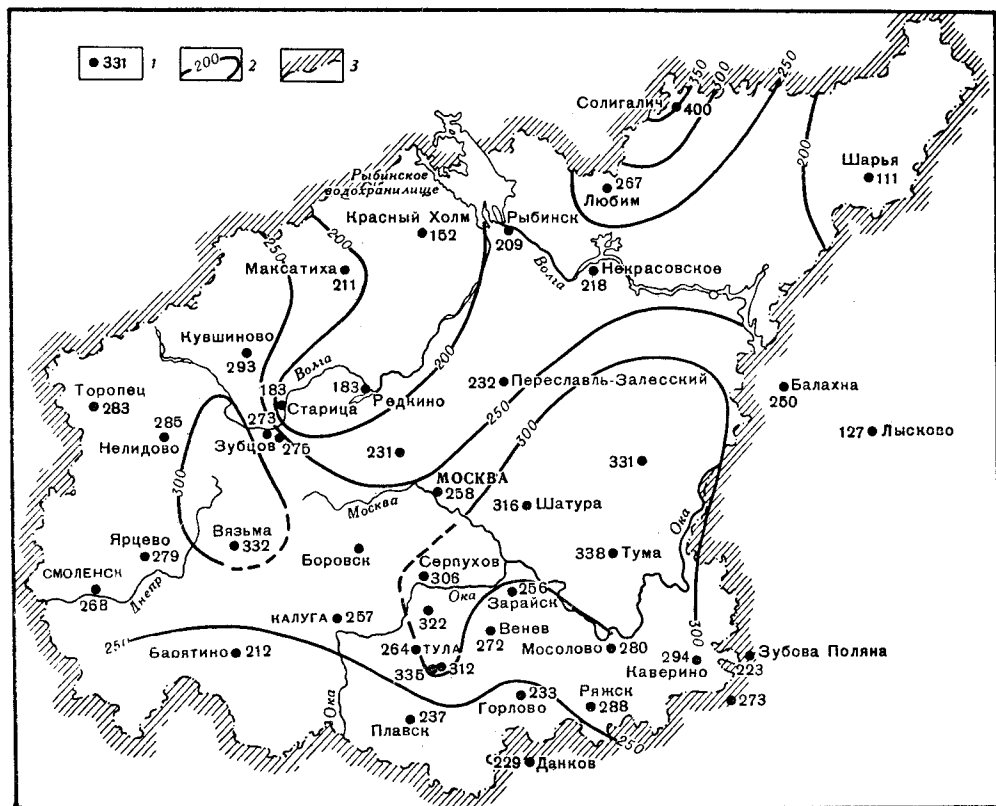 331 1
200 2
3
350
300
250
Солигалич
400
200
Шарья
111
Рыбинское
водохранилище
267
Любим
Красный Холм
152
Рыбинск
209
200
250
Максатиха
211
Волга
Некрасовское
218
Кувшиново
293
Волга
200
183
183
Старица
Редкино
232 Переславль-Залесский
250
Балахна
250
Торопец
283
285
Нелидово
273
Зубцов
275
231
300
127 Лысково
331
300
МОСКВА
258
Москва
316 Шатура
Ока
Вязьма
332
Ярцево
279
Боровск
338 Тума
СМОЛЕНСК
268
Днепр
Серпухов
306
Ока
256
Зарайск
КАЛУГА 257
322
Венев
272
250
Барятино 212
264 ТУЛА
335 312
Мосолово 280
300
294
Каверино
Зубова Поляна
223
273
Ока
237
Плавск
233
Горлово
Ряжск
288
250
229 Данков